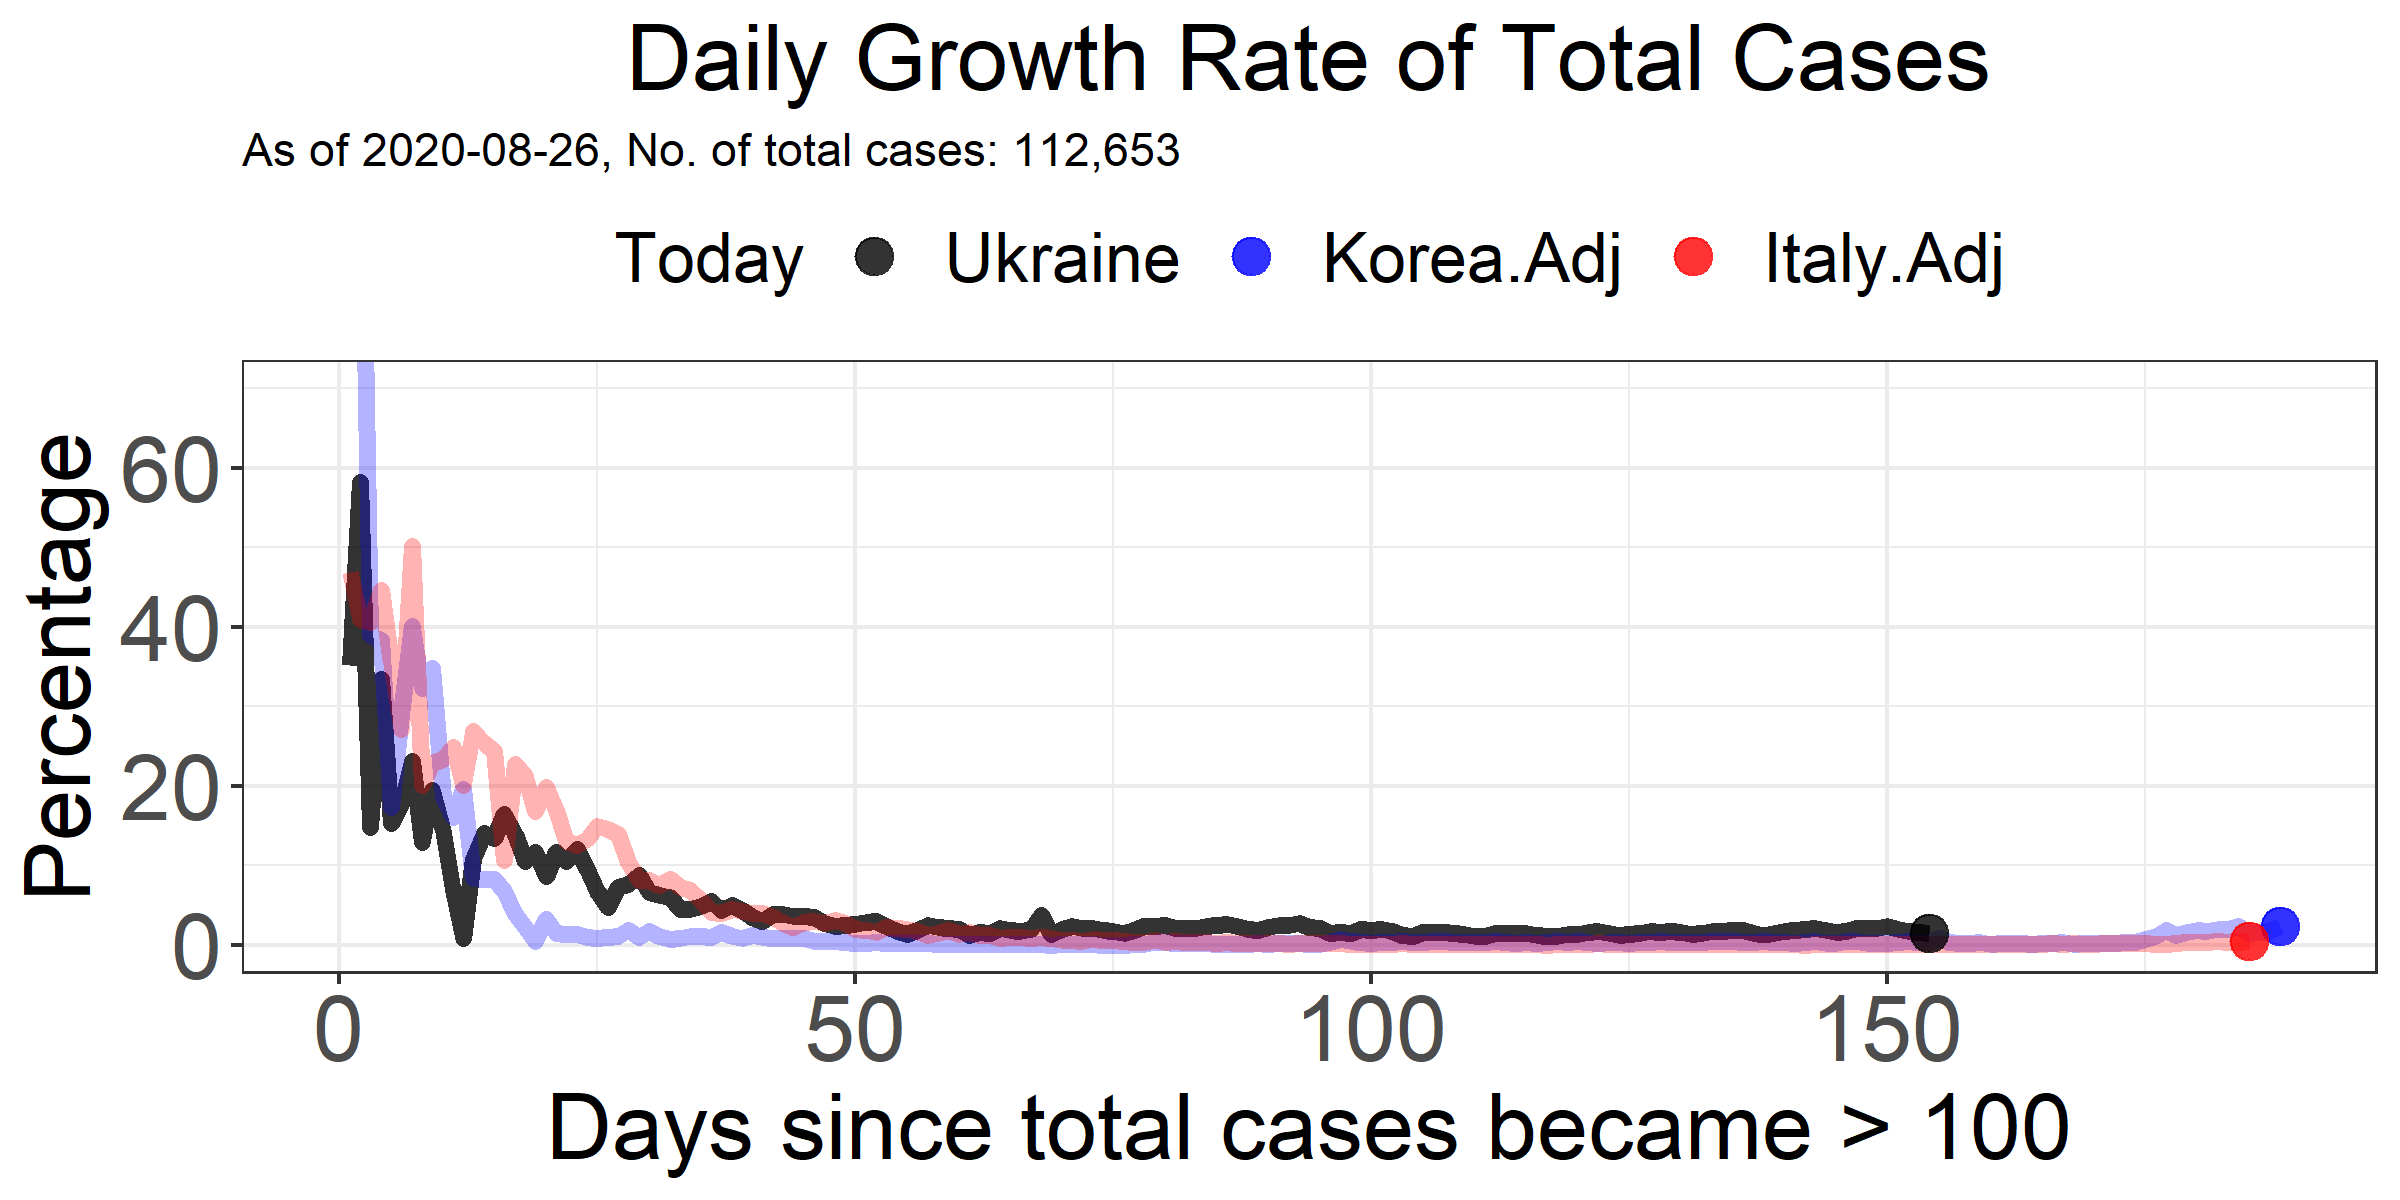 Daily Growth Rate of Total Cases
As of 2020-08-26, No. of total cases: 112,653
Today Ukraine Korea.Adj Italy.Adj
Percentage
60
40
20
0
0 50 100 150
Days since total cases became > 100